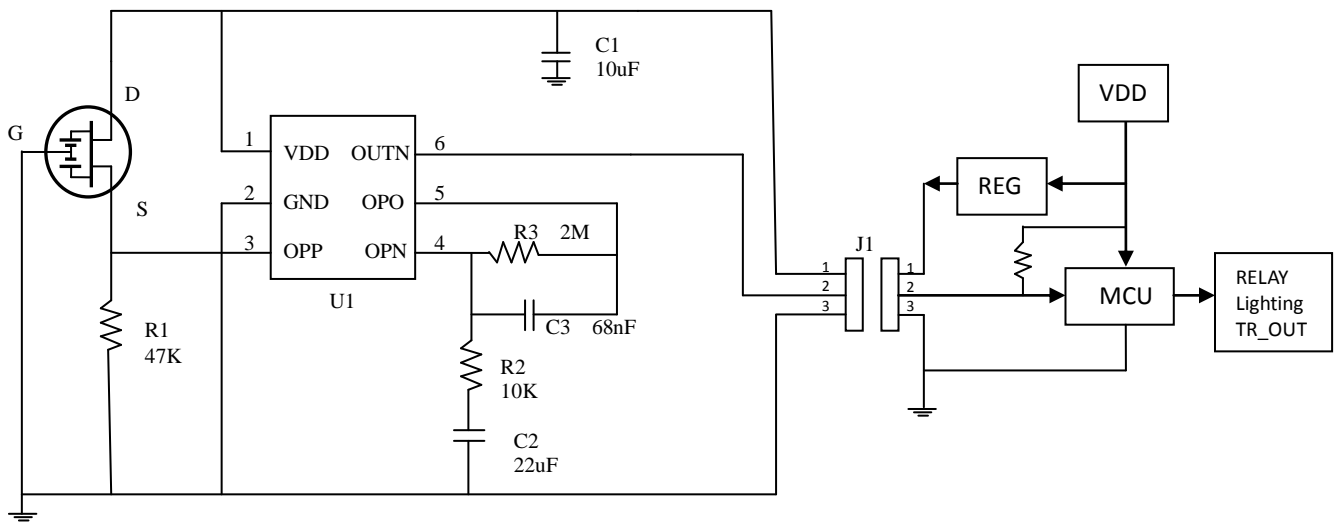 D
G
S
1
2
3
VDD
GND
OPP
OUTN
OPO
OPN
6
5
4
U1
C1
10uF
R1
47K
R3 2M
C3 68nF
R2
10K
C2
22uF
J1
1
2
3
1
2
3
VDD
REG
MCU
RELAY
Lighting
TR_OUT